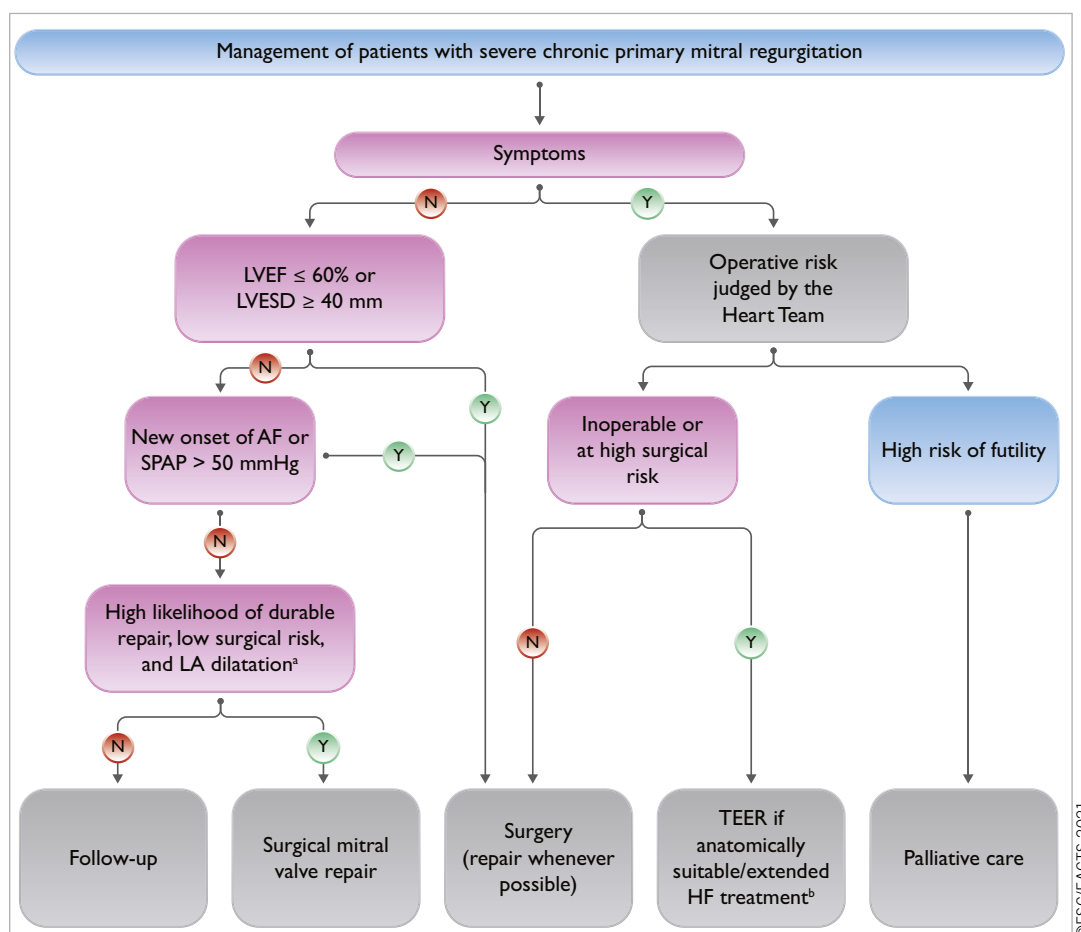 Management of patients with severe chronic primary mitral regurgitation
Symptoms
N
Y
LVEF ≤ 60% or
LVESD ≥ 40 mm
Operative risk
judged by the
Heart Team
N
Y
New onset of AF or
SPAP > 50 mmHg
Y
Inoperable or
at high surgical
risk
High risk of futility
N
High likelihood of durable
repair, low surgical risk,
and LA dilatationᵃ
N
Y
N
Y
Follow-up
Surgical mitral
valve repair
Surgery
(repair whenever
possible)
TEER if
anatomically
suitable/extended
HF treatmentᵇ
Palliative care
©ESC/EACTS 2021